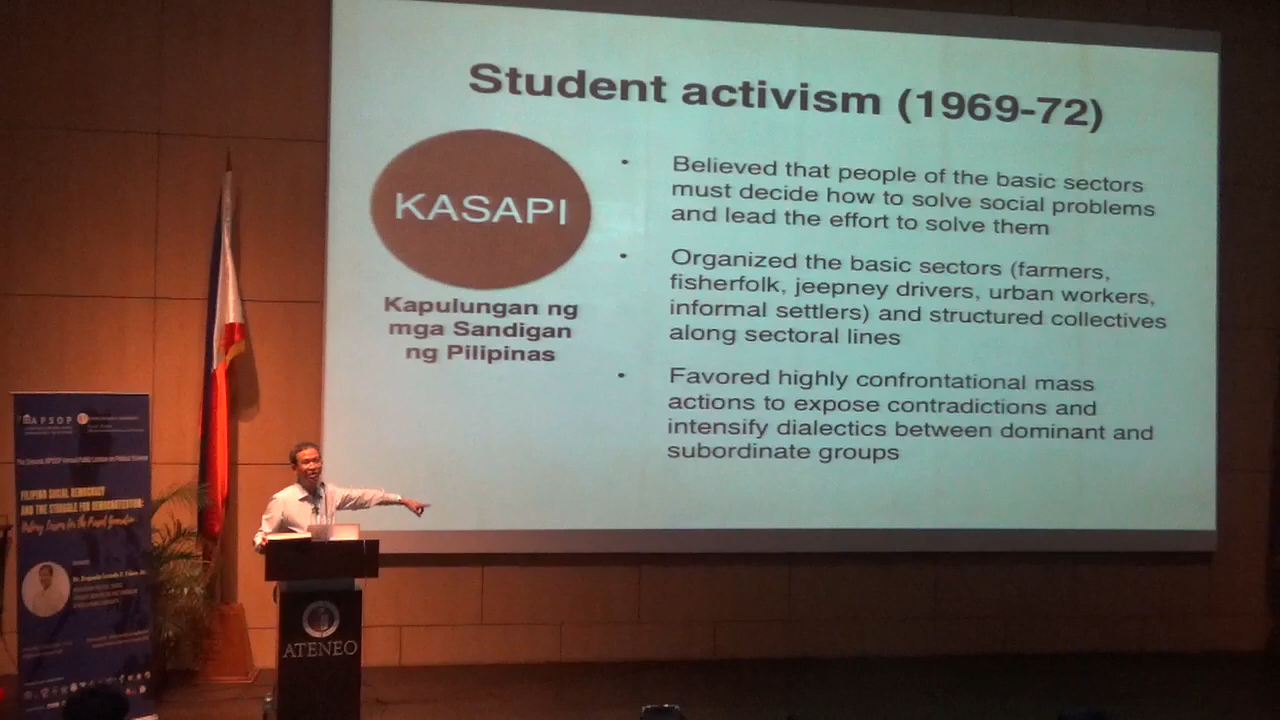 Student activism (1969-72)
KASAPI
Kapulungan ng
mga Sandigan
ng Pilipinas
• Believed that people of the basic sectors
must decide how to solve social problems
and lead the effort to solve them
• Organized the basic sectors (farmers,
fisherfolk, jeepney drivers, urban workers,
informal settlers) and structured collectives
along sectoral lines
• Favored highly confrontational mass
actions to expose contradictions and
intensify dialectics between dominant and
subordinate groups
APSOP
FILIPINO SOCIAL DEMOCRACY
AND THE STRUGGLE FOR DEMOCRATIZATION:
ATENEO